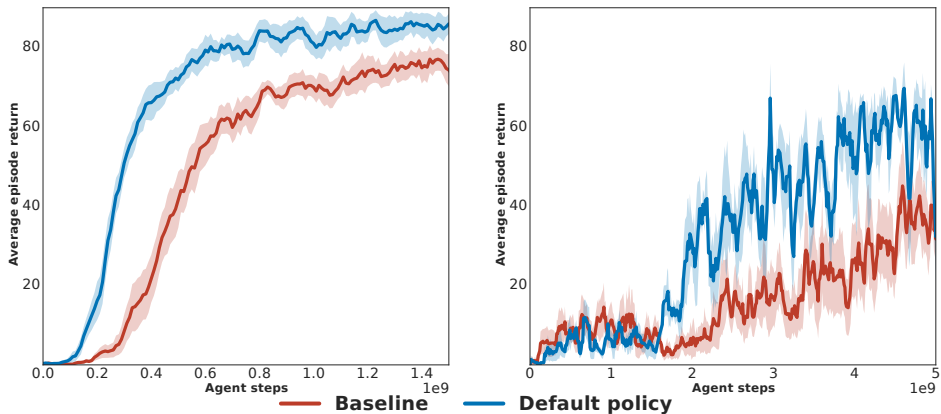 Average episode return
80
60
40
20
0.0 0.2 0.4 0.6 0.8 1.0 1.2 1.4
Agent steps
1e9
Average episode return
80
60
40
20
0 1 2 3 4 5
Agent steps
1e9
Baseline Default policy